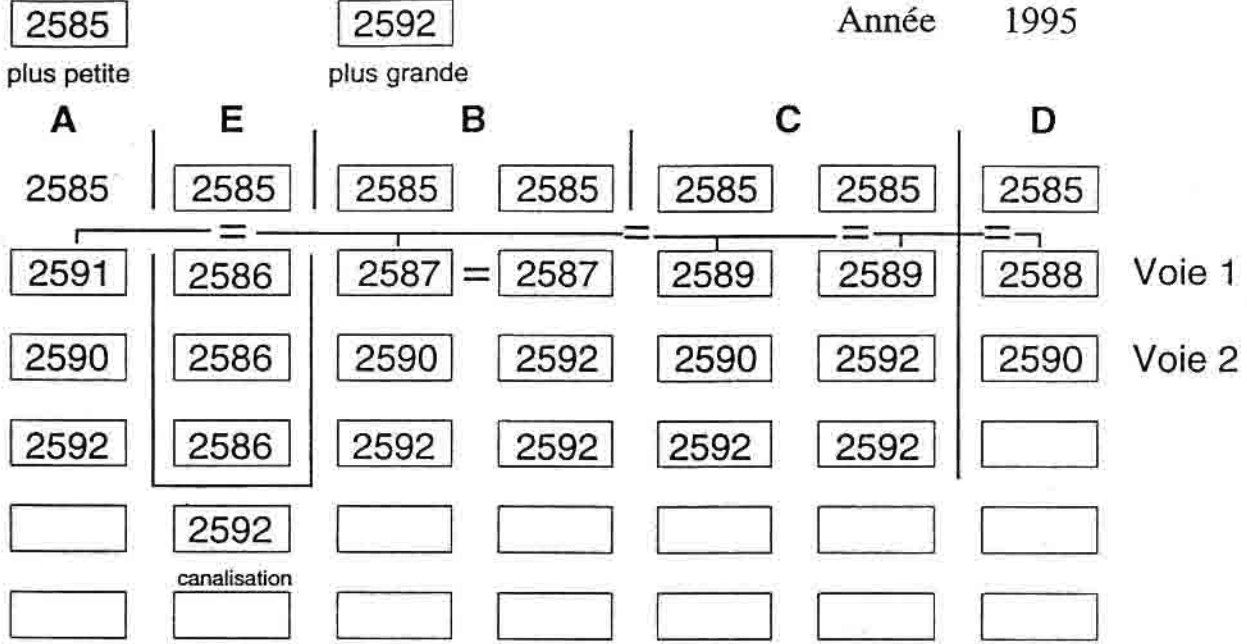 2585 2592 Année 1995
plus petite plus grande
A E B C D
2585 2585 2585 2585 2585 2585 2585
= = = =
2591 2586 2587 = 2587 2589 2589 2588 Voie 1
2590 2586 2590 2592 2590 2592 2590 Voie 2
2592 2586 2592 2592 2592 2592
2592
canalisation